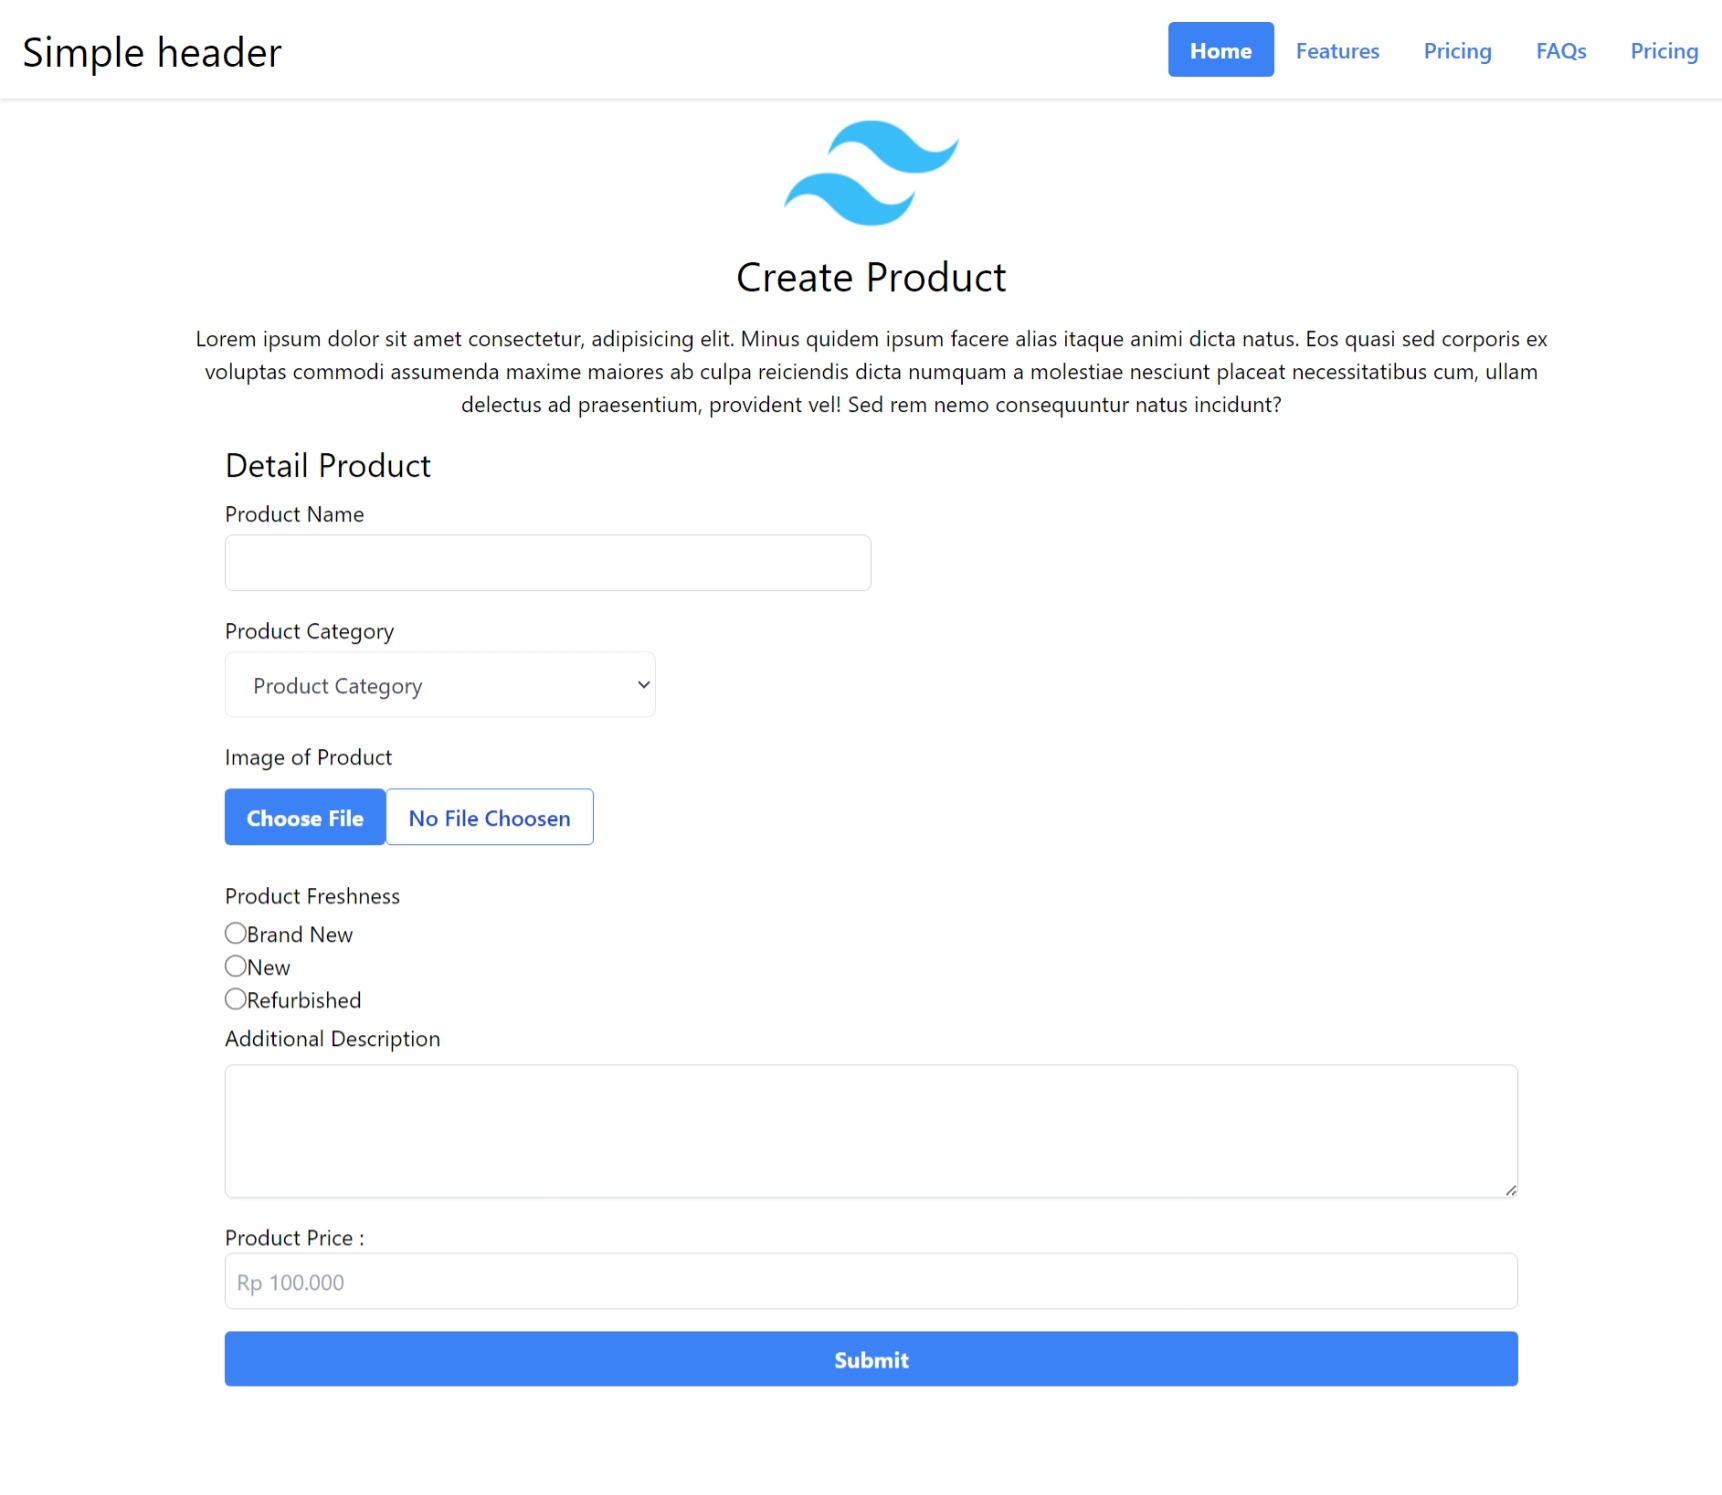 Simple header
Home Features Pricing FAQs Pricing
Create Product
Lorem ipsum dolor sit amet consectetur, adipisicing elit. Minus quidem ipsum facere alias itaque animi dicta natus. Eos quasi sed corporis ex
voluptas commodi assumenda maxime maiores ab culpa reiciendis dicta numquam a molestiae nesciunt placeat necessitatibus cum, ullam
delectus ad praesentium, provident vel! Sed rem nemo consequuntur natus incidunt?
Detail Product
Product Name
Product Category
Product Category
Image of Product
Choose File No File Choosen
Product Freshness
Brand New
New
Refurbished
Additional Description
Product Price :
Rp 100.000
Submit